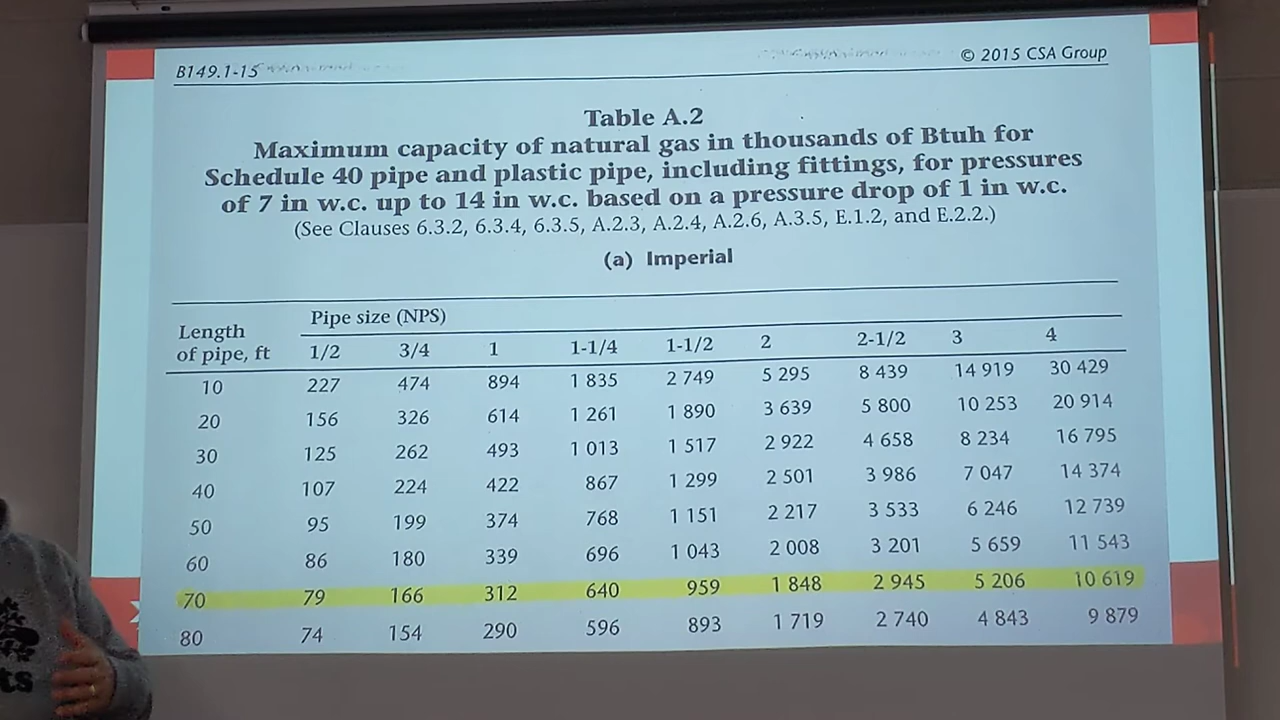 B149.1-15
© 2015 CSA Group
Table A.2
Maximum capacity of natural gas in thousands of Btuh for
Schedule 40 pipe and plastic pipe, including fittings, for pressures
of 7 in w.c. up to 14 in w.c. based on a pressure drop of 1 in w.c.
(See Clauses 6.3.2, 6.3.4, 6.3.5, A.2.3, A.2.4, A.2.6, A.3.5, E.1.2, and E.2.2.)
(a) Imperial
Length of pipe, ft
Pipe size (NPS)
1/2 3/4 1 1-1/4 1-1/2 2 2-1/2 3 4
10 227 474 894 1 835 2 749 5 295 8 439 14 919 30 429
20 156 326 614 1 261 1 890 3 639 5 800 10 253 20 914
30 125 262 493 1 013 1 517 2 922 4 658 8 234 16 795
40 107 224 422 867 1 299 2 501 3 986 7 047 14 374
50 95 199 374 768 1 151 2 217 3 533 6 246 12 739
60 86 180 339 696 1 043 2 008 3 201 5 659 11 543
70 79 166 312 640 959 1 848 2 945 5 206 10 619
80 74 154 290 596 893 1 719 2 740 4 843 9 879
ts